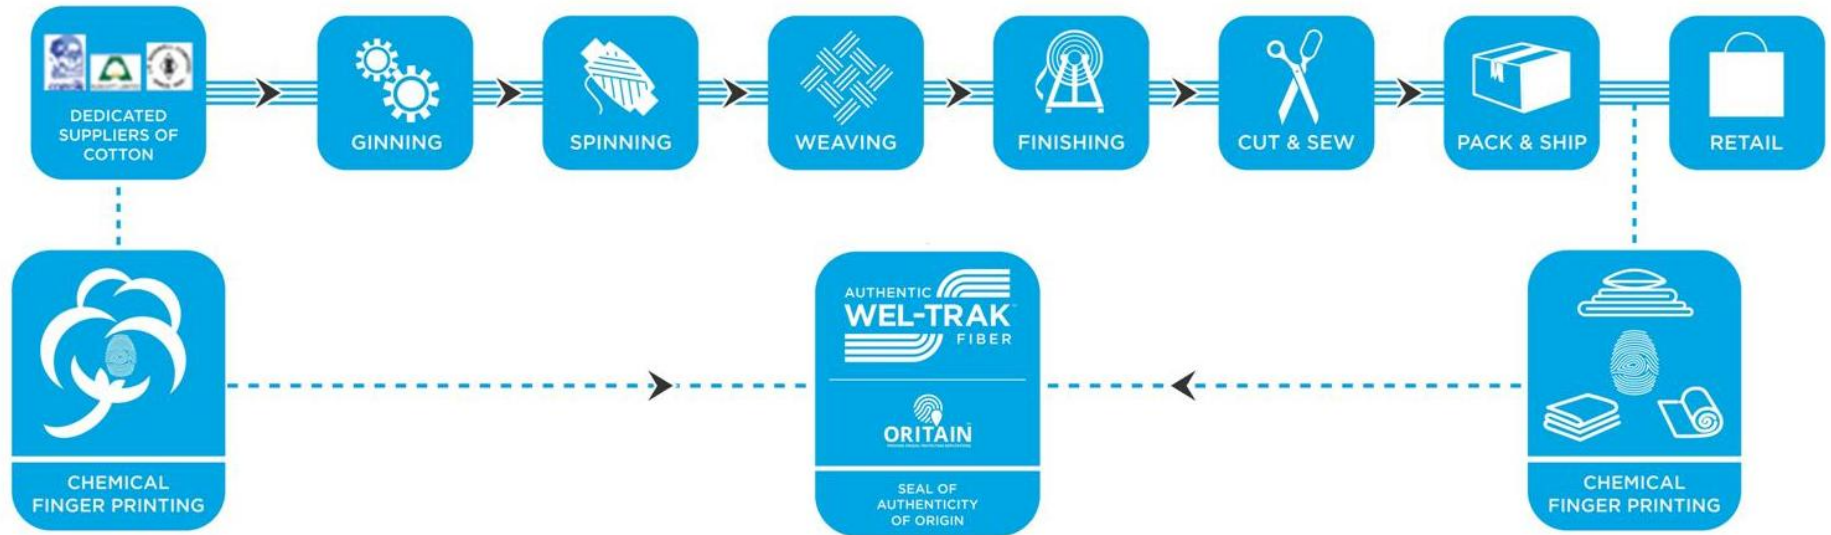 DEDICATED
SUPPLIERS OF
COTTON
GINNING
SPINNING
WEAVING
FINISHING
CUT & SEW
PACK & SHIP
RETAIL
CHEMICAL
FINGER PRINTING
AUTHENTIC
WEL-TRAK™
FIBER
ORITAIN
SEAL OF
AUTHENTICITY
OF ORIGIN
CHEMICAL
FINGER PRINTING